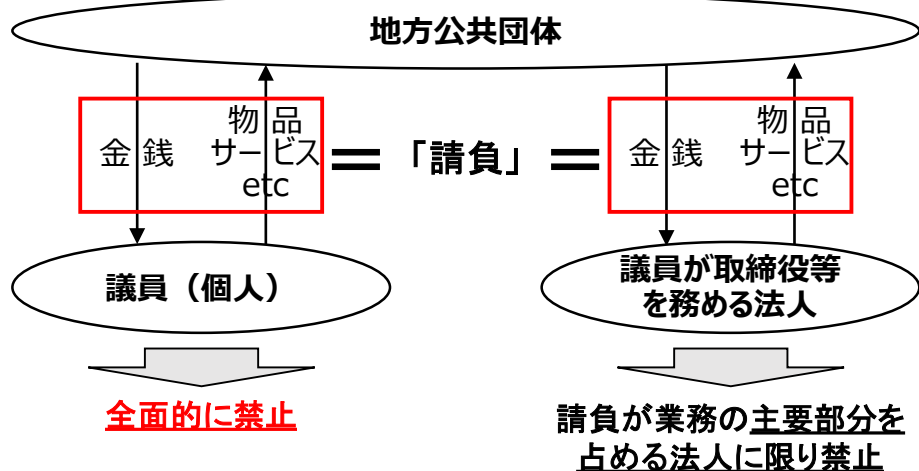 地方公共団体
金銭
物品
サービス
etc
=「請負」=
金銭
物品
サービス
etc
議員（個人）
議員が取締役等
を務める法人
全面的に禁止
請負が業務の主要部分を
占める法人に限り禁止